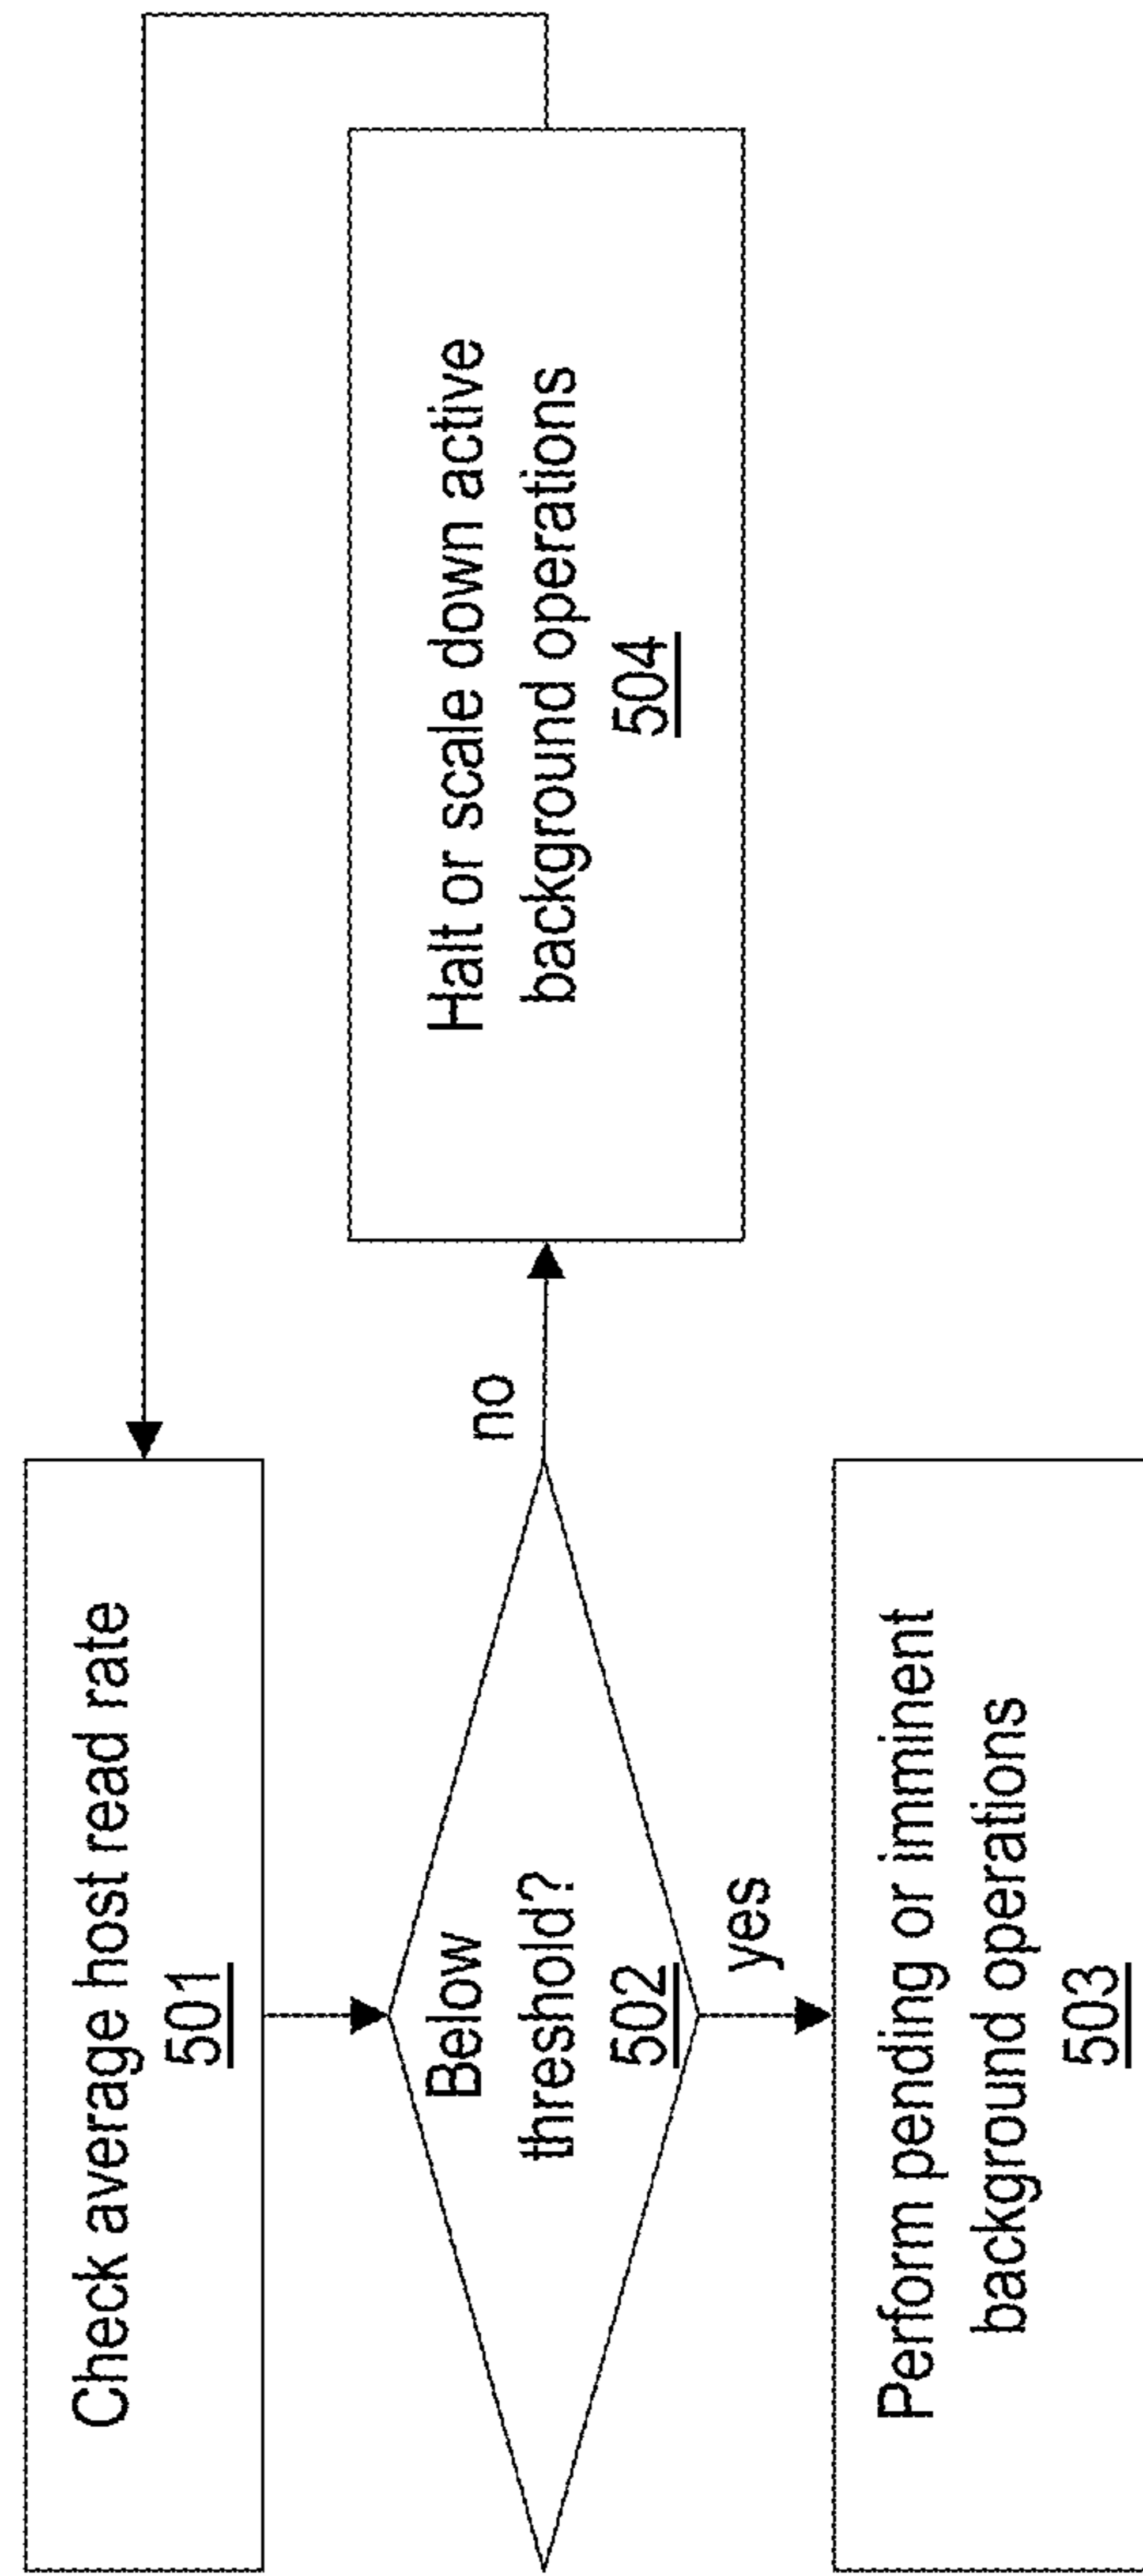 Check average host read rate
501
Below
threshold?
502
no
yes
Halt or scale down active
background operations
504
Perform pending or imminent
background operations
503